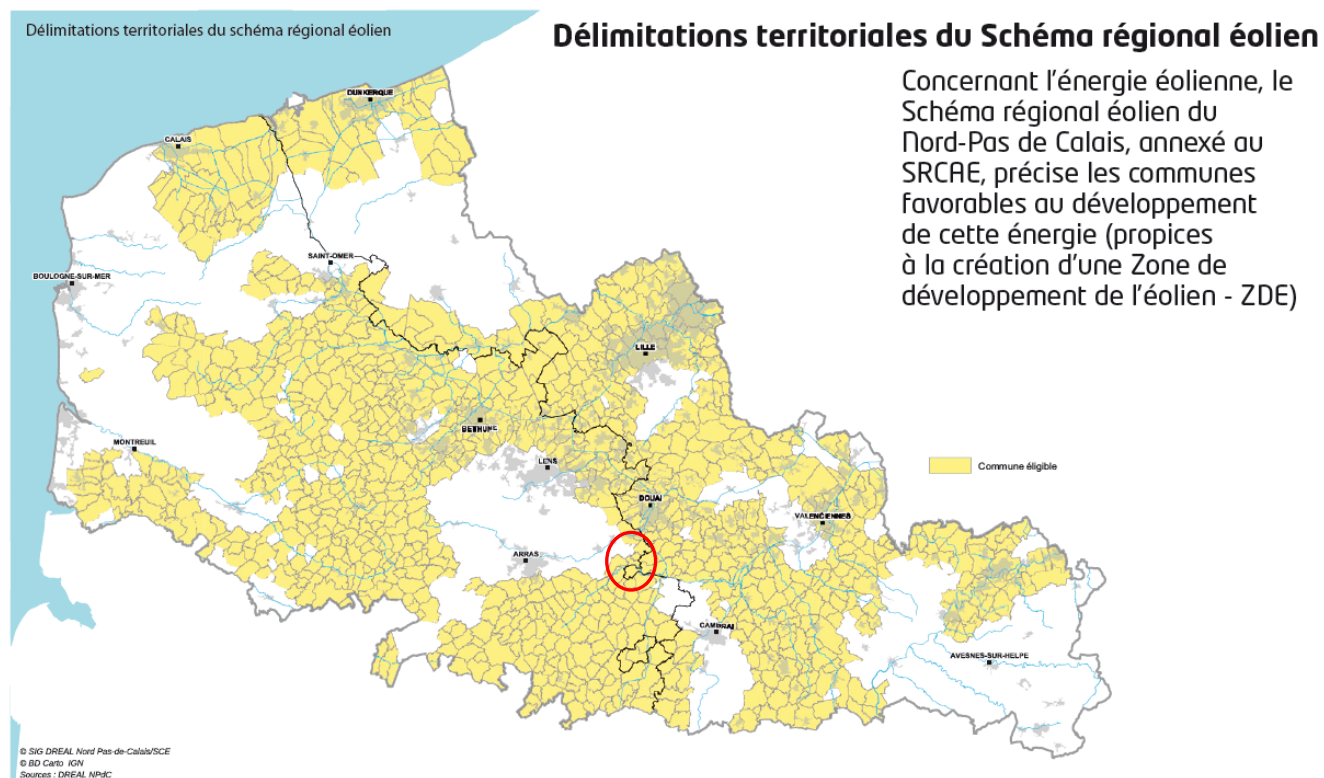 Délimitations territoriales du schéma régional éolien
Délimitations territoriales du Schéma régional éolien
Concernant l'énergie éolienne, le
Schéma régional éolien du
Nord-Pas de Calais, annexé au
SRCAE, précise les communes
favorables au développement
de cette énergie (propices
à la création d'une Zone de
développement de l'éolien - ZDE)
DUNKERQUE
CALAIS
SAINT-OMER
BOULOGNE-SUR-MER
LILLE
BETHUNE
MONTREUIL
LENS
Commune éligible
DOUAI
VALENCIENNES
ARRAS
CAMBRAI
AVESNES-SUR-HELPE
© SIG DREAL Nord Pas-de-Calais/SCE
© BD Carto IGN
Sources : DREAL NPdC